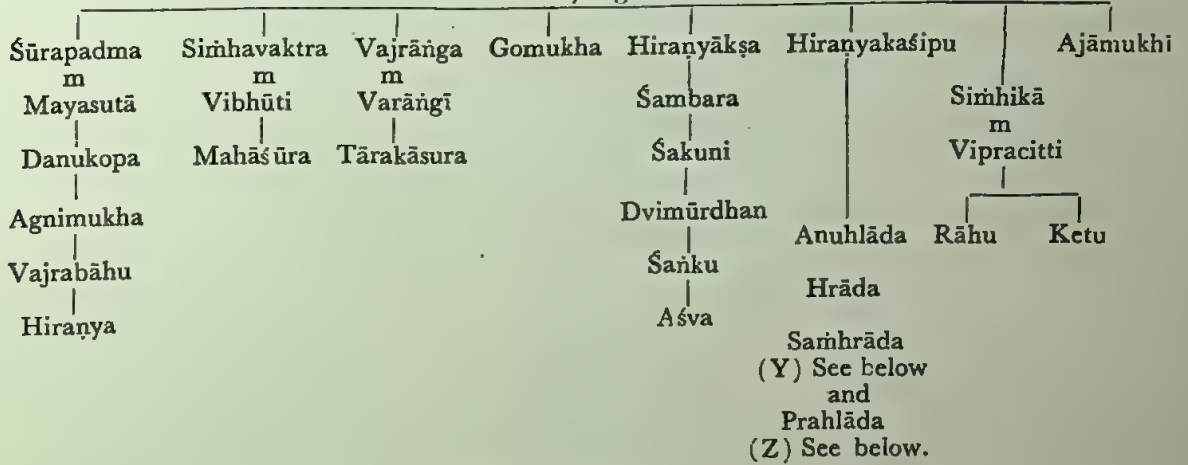 Śūrapadma Siṁhavaktra Vajrāṅga Gomukha Hiraṇyākṣa Hiraṇyakaśipu Ajāmukhi
m m m
Mayasutā Vibhūti Varāṅgī Śambara Siṁhikā
m
Danukopa Mahāśūra Tārakāsura Śakuni Vipracitti
Agnimukha Dvimūrdhan
Anuhlāda Rāhu Ketu
Vajrabāhu Śaṅku
Hrāda
Hiraṇya Aśva
Saṁhrāda
(Y) See below
and
Prahlāda
(Z) See below.